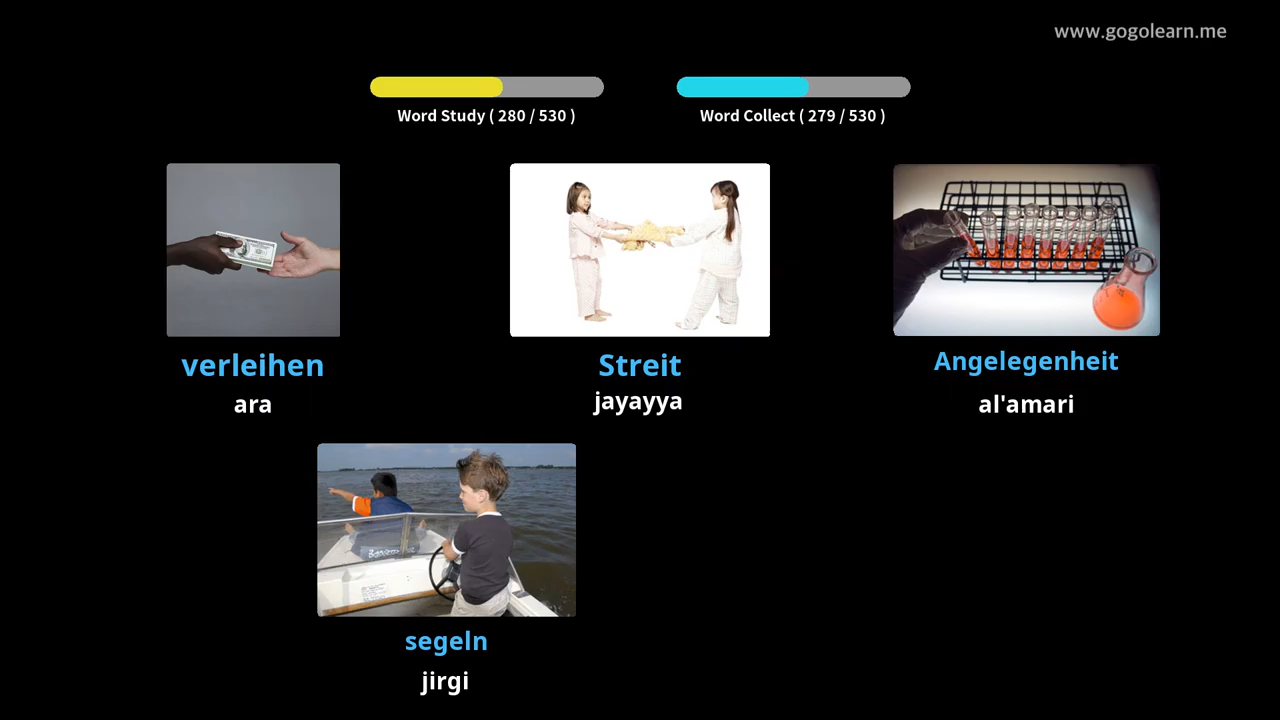 www.gogolearn.me
Word Study ( 280 / 530 )
Word Collect ( 279 / 530 )
verleihen
ara
Streit
jayayya
Angelegenheit
al'amari
segeln
jirgi